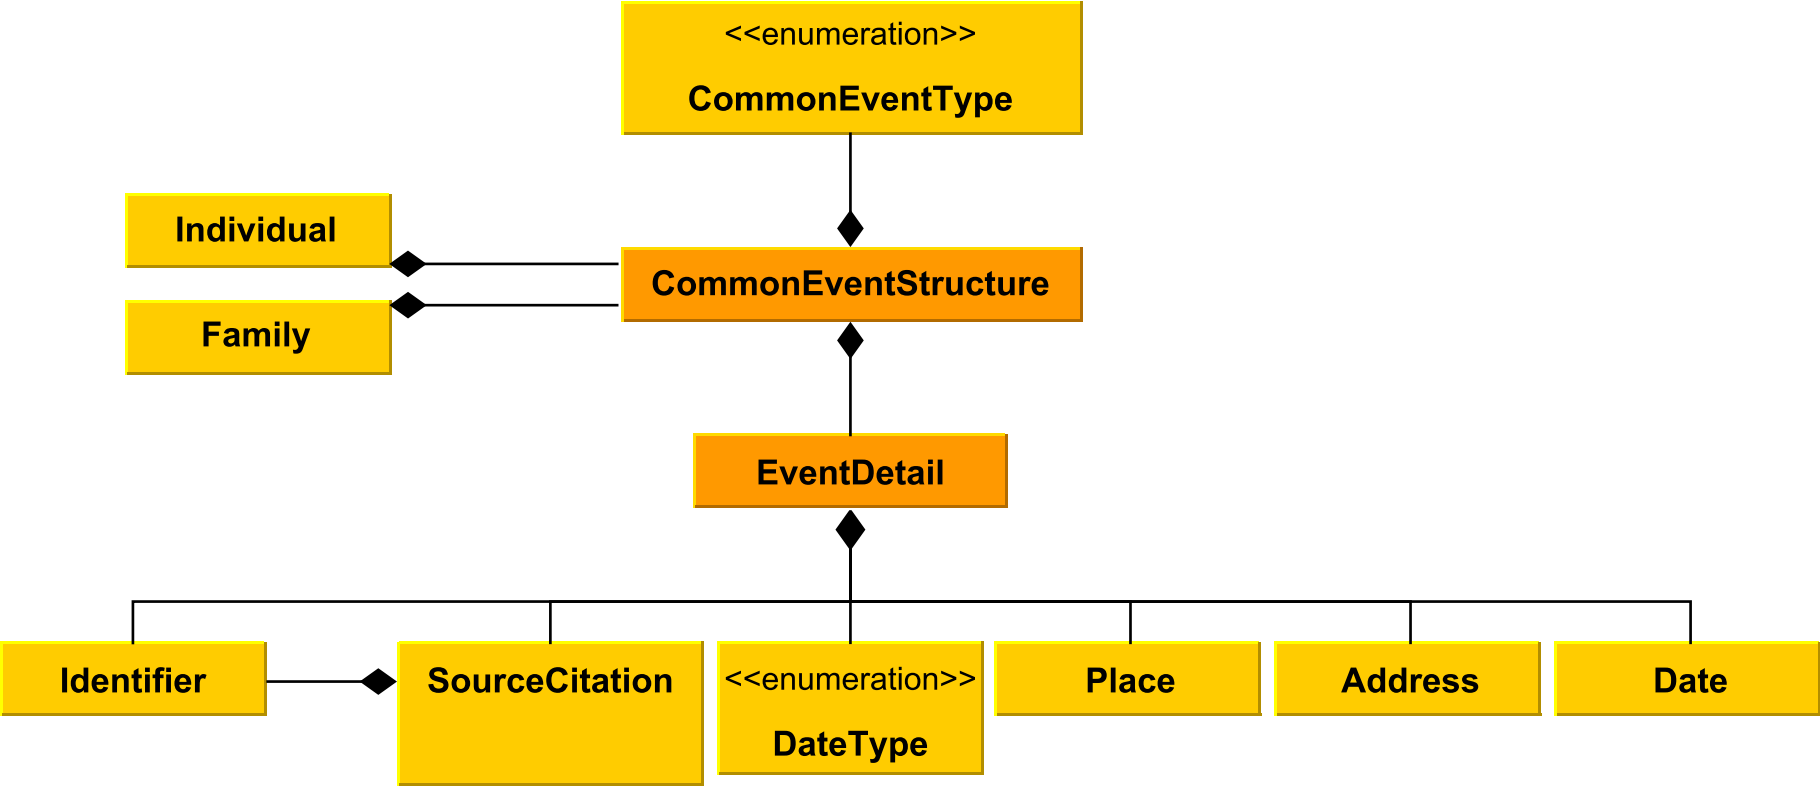 <<enumeration>>
CommonEventType
Individual
CommonEventStructure
Family
EventDetail
Identifier
SourceCitation
<<enumeration>>
DateType
Place
Address
Date